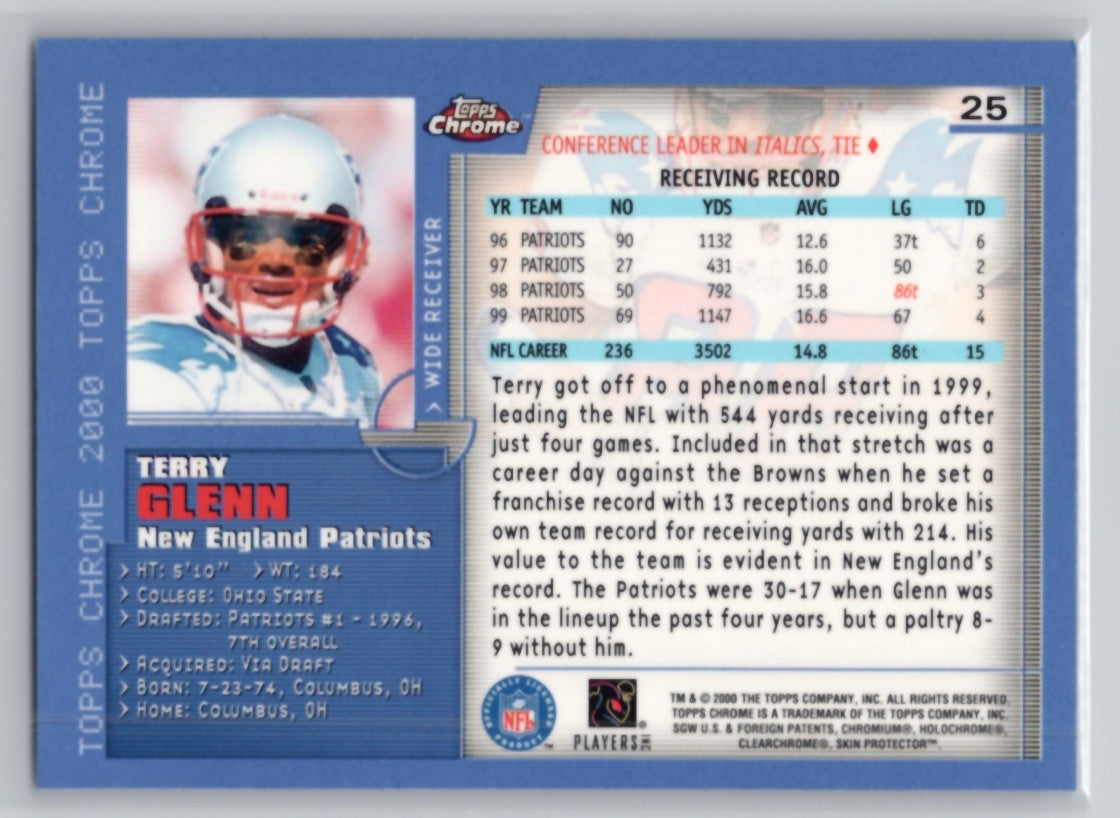 TOPPS CHROME 2000 TOPPS CHROME
Topps
Chrome™
25
CONFERENCE LEADER IN ITALICS, TIE ♦
RECEIVING RECORD
YR TEAM NO YDS AVG LG TD
96 PATRIOTS 90 1132 12.6 37t 6
97 PATRIOTS 27 431 16.0 50 2
98 PATRIOTS 50 792 15.8 86t 3
99 PATRIOTS 69 1147 16.6 67 4
NFL CAREER 236 3502 14.8 86t 15
> WIDE RECEIVER
TERRY
GLENN
New England Patriots
> HT: 5'10" > WT: 184
> COLLEGE: OHIO STATE
> DRAFTED: PATRIOTS #1 - 1996,
7TH OVERALL
> ACQUIRED: VIA DRAFT
> BORN: 7-23-74, COLUMBUS, OH
> HOME: COLUMBUS, OH
Terry got off to a phenomenal start in 1999,
leading the NFL with 544 yards receiving after
just four games. Included in that stretch was a
career day against the Browns when he set a
franchise record with 13 receptions and broke his
own team record for receiving yards with 214. His
value to the team is evident in New England's
record. The Patriots were 30-17 when Glenn was
in the lineup the past four years, but a paltry 8-
9 without him.
OFFICIALLY LICENSED
NFL
PRODUCT™
PLAYERS INC®
TM & © 2000 THE TOPPS COMPANY, INC. ALL RIGHTS RESERVED.
TOPPS CHROME IS A TRADEMARK OF THE TOPPS COMPANY, INC.
SGW U.S. & FOREIGN PATENTS, CHROMIUM®, HOLOCHROME®,
CLEARCHROME®, SKIN PROTECTOR™.